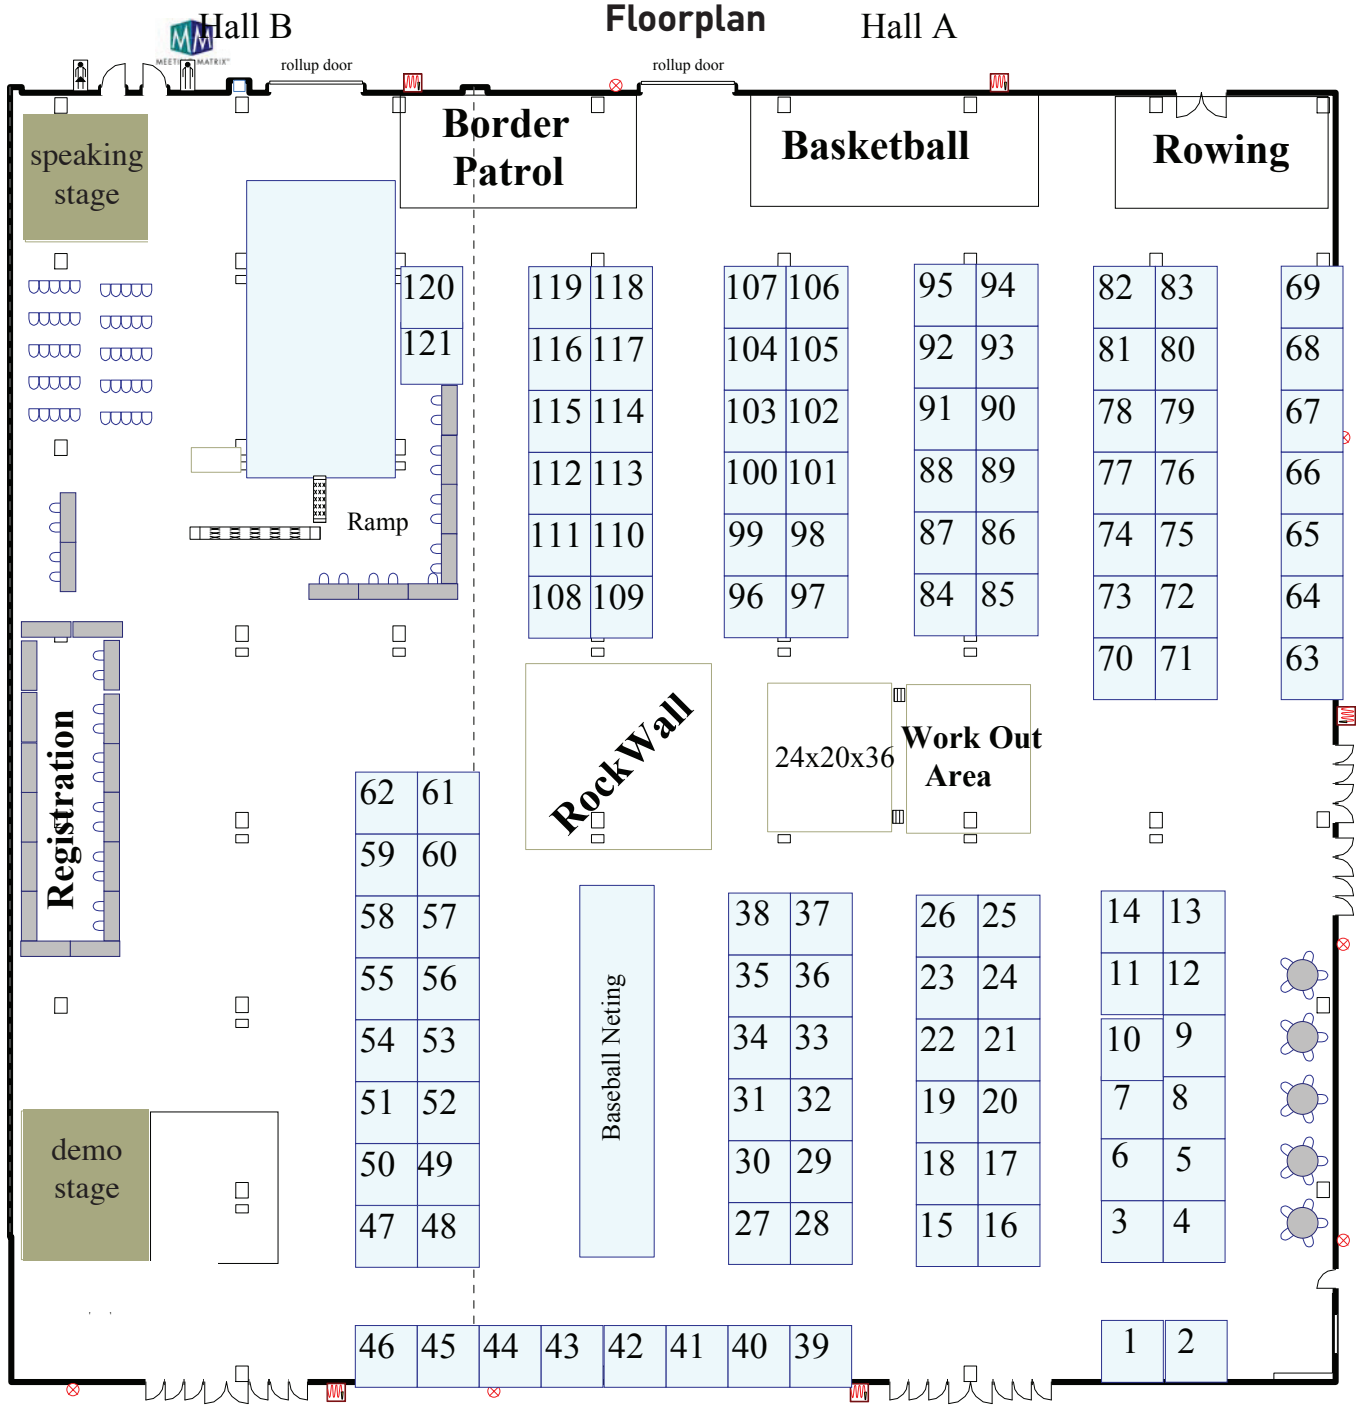 Floorplan
Hall B
Hall A
MEETING MATRIX
rollup door
rollup door
Border
Patrol
Basketball
Rowing
speaking
stage
120
121
119 118
116 117
115 114
112 113
111 110
108 109
107 106
104 105
103 102
100 101
99 98
96 97
95 94
92 93
91 90
88 89
87 86
84 85
82 83
81 80
78 79
77 76
74 75
73 72
70 71
69
68
67
66
65
64
63
Ramp
Registration
RockWall
24x20x36
Work Out
Area
62 61
59 60
58 57
55 56
54 53
51 52
50 49
47 48
Baseball Neting
38 37
35 36
34 33
31 32
30 29
27 28
26 25
23 24
22 21
19 20
18 17
15 16
14 13
11 12
10 9
7 8
6 5
3 4
demo
stage
46 45 44 43 42 41 40 39
1 2